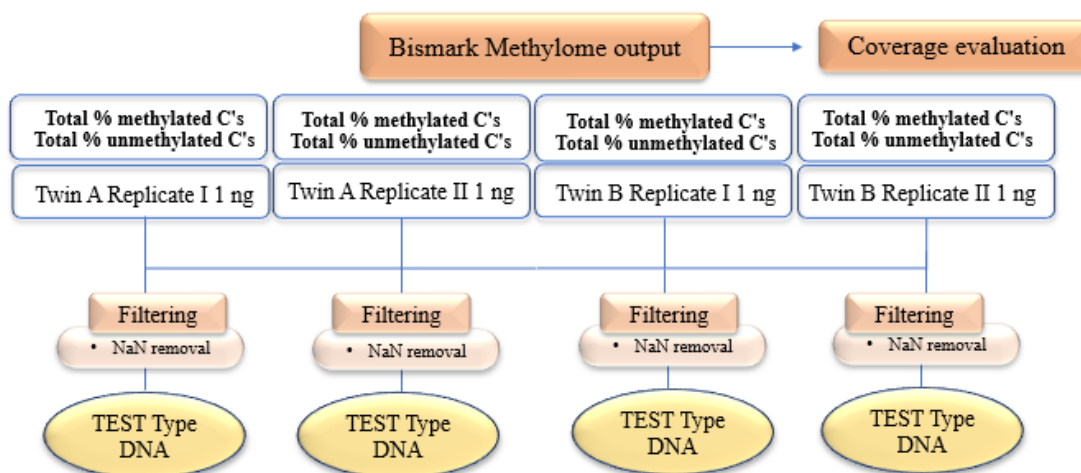 Bismark Methylome output
Coverage evaluation
Total % methylated C's
Total % unmethylated C's
Total % methylated C's
Total % unmethylated C's
Total % methylated C's
Total % unmethylated C's
Total % methylated C's
Total % unmethylated C's
Twin A Replicate I 1 ng
Twin A Replicate II 1 ng
Twin B Replicate I 1 ng
Twin B Replicate II 1 ng
Filtering
Filtering
Filtering
Filtering
• NaN removal
• NaN removal
• NaN removal
• NaN removal
TEST Type
DNA
TEST Type
DNA
TEST Type
DNA
TEST Type
DNA